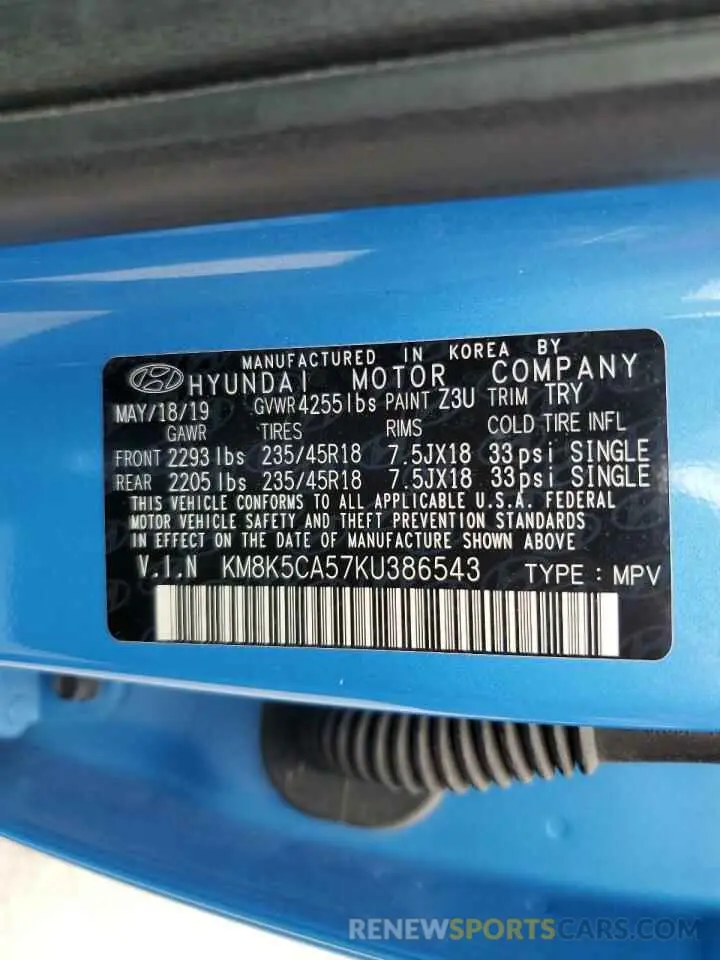 MANUFACTURED IN KOREA BY
HYUNDAI MOTOR COMPANY
MAY/18/19 GVWR 4255lbs PAINT Z3U TRIM TRY
GAWR TIRES RIMS COLD TIRE INFL
FRONT 2293 lbs 235/45R18 7.5JX18 33psi SINGLE
REAR 2205 lbs 235/45R18 7.5JX18 33psi SINGLE
THIS VEHICLE CONFORMS TO ALL APPLICABLE U.S.A. FEDERAL
MOTOR VEHICLE SAFETY AND THEFT PREVENTION STANDARDS
IN EFFECT ON THE DATE OF MANUFACTURE SHOWN ABOVE
V.I.N KM8K5CA57KU386543 TYPE : MPV
RENEWSPORTSCARS.COM